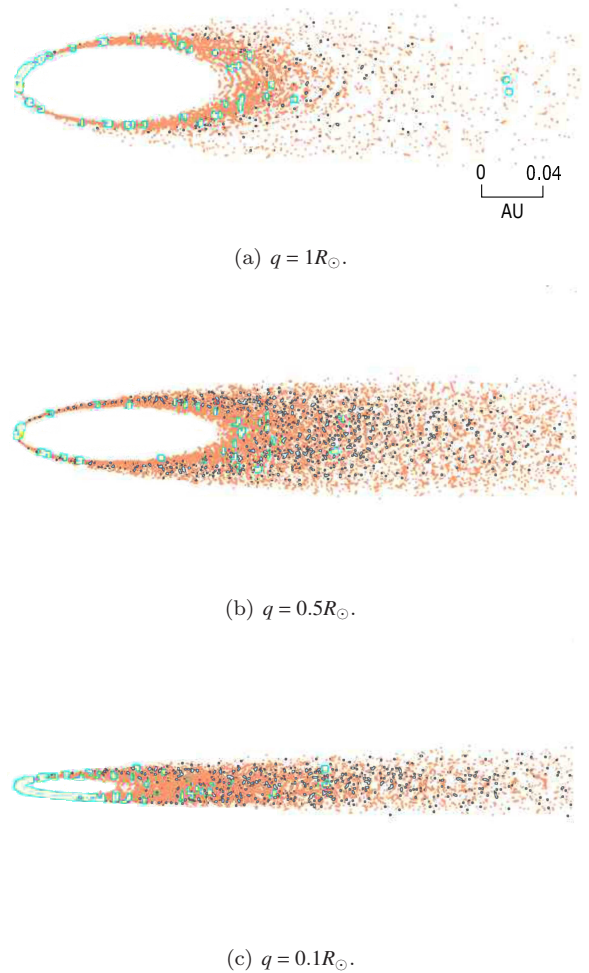 0 0.04
AU
(a) q = 1R☉.
(b) q = 0.5R☉.
(c) q = 0.1R☉.